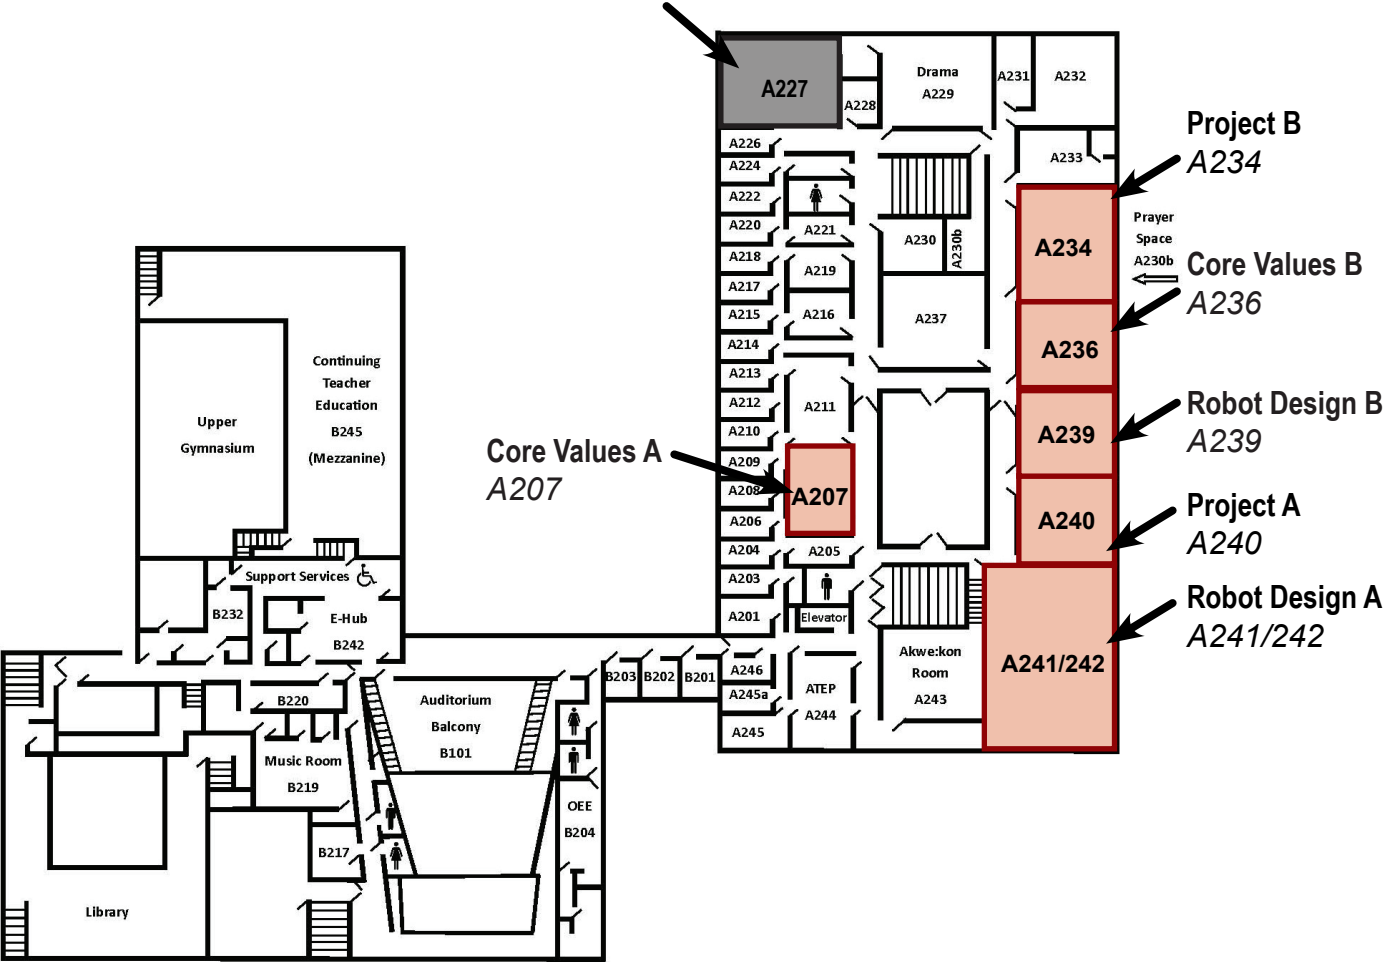 A227
Drama
A229
A231
A232
A228
A226
A224
A222
A220
A218
A217
A215
A214
A213
A212
A210
A209
A208
A206
A204
A203
A201
A221
A219
A216
A211
A207
A205
Elevator
A230
A230b
A237
A233
A234
A236
A239
A240
A241/242
Project B
A234
Prayer
Space
A230b
Core Values B
A236
Robot Design B
A239
Project A
A240
Robot Design A
A241/242
Core Values A
A207
Akwe:kon
Room
A243
ATEP
A244
A246
A245a
A245
B203
B202
B201
Continuing
Teacher
Education
B245
(Mezzanine)
Upper
Gymnasium
Support Services
B232
E-Hub
B242
B220
Auditorium
Balcony
B101
Music Room
B219
B217
OEE
B204
Library